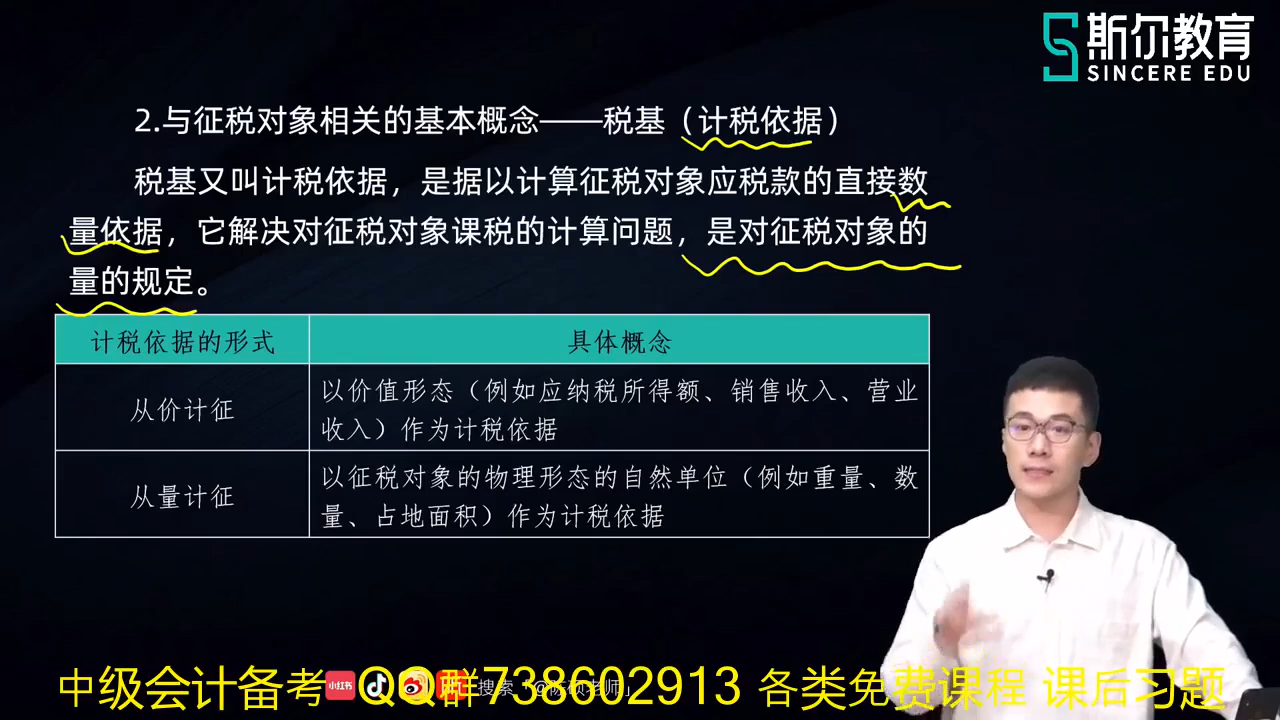 斯尔教育
SINCERE EDU
2.与征税对象相关的基本概念——税基（计税依据）
税基又叫计税依据，是据以计算征税对象应税款的直接数
量依据，它解决对征税对象课税的计算问题，是对征税对象的
量的规定。
计税依据的形式 具体概念
从价计征 以价值形态（例如应纳税所得额、销售收入、营业
收入）作为计税依据
从量计征 以征税对象的物理形态的自然单位（例如重量、数
量、占地面积）作为计税依据
小红书 搜索
中级会计备考 QQ群738602913 各类免费课程 课后习题